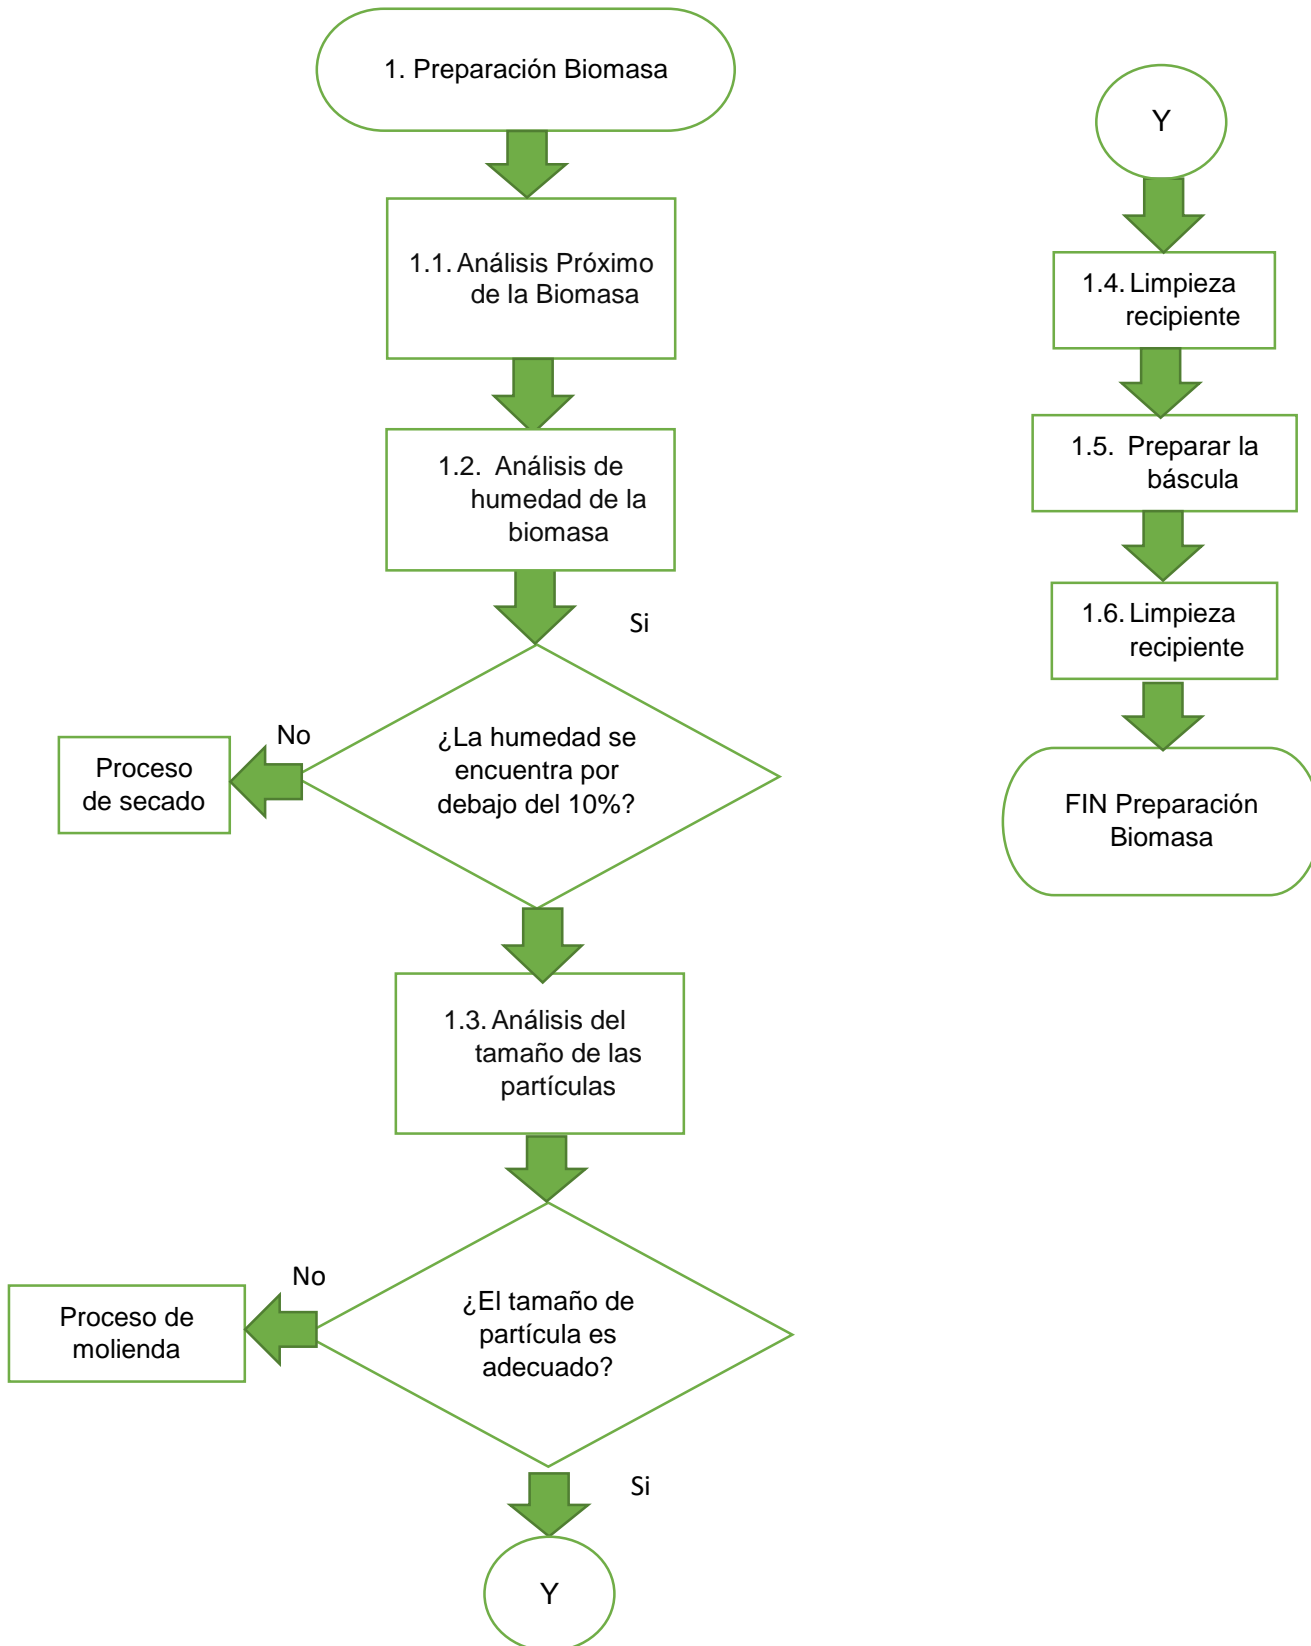 1. Preparación Biomasa
1.1. Análisis Próximo
de la Biomasa
1.2. Análisis de
humedad de la
biomasa
Si
¿La humedad se
encuentra por
debajo del 10%?
No
Proceso
de secado
1.3. Análisis del
tamaño de las
partículas
¿El tamaño de
partícula es
adecuado?
No
Proceso de
molienda
Si
Y
Y
1.4. Limpieza
recipiente
1.5. Preparar la
báscula
1.6. Limpieza
recipiente
FIN Preparación
Biomasa